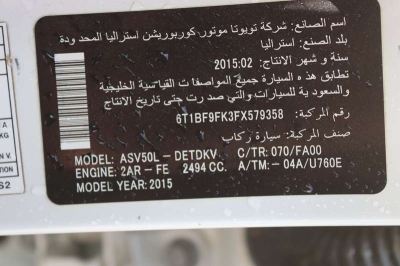 اسم الصانع: شركة تويوتا موتور كوربوريشن استراليا المحدودة
بلد الصنع: استراليا
سنة و شهر الانتاج: 2015:02
تطابق هذه السيارة جميع المواصفات القياسية الخليجية
والسعودية للسيارات والتي صدرت حتى تاريخ الانتاج
رقم المركبة: 6T1BF9FK3FX579358
صنف المركبة: سيارة ركاب
MODEL: ASV50L - DETDKV C/TR: 070/FA00
ENGINE: 2AR - FE 2494 CC. A/TM: - 04A/U760E
MODEL YEAR:2015